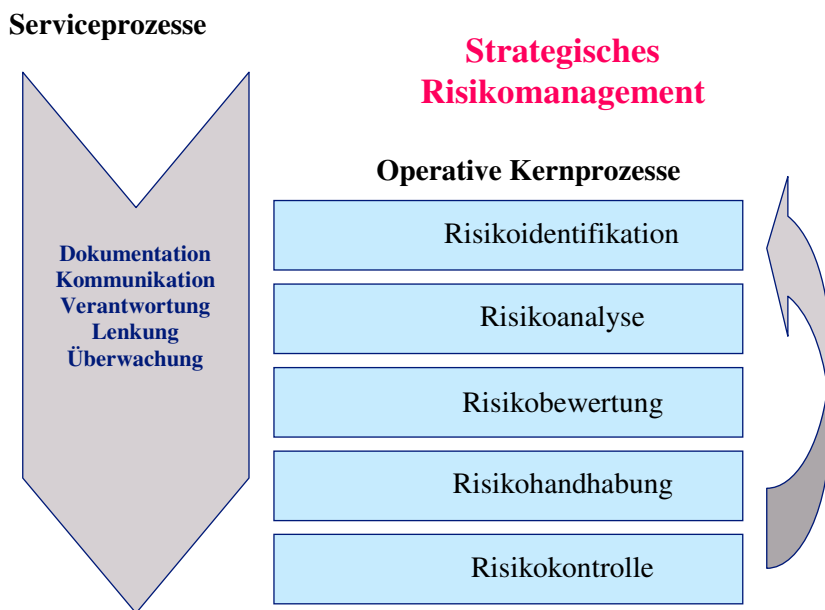 Serviceprozesse
Strategisches
Risikomanagement
Operative Kernprozesse
Dokumentation
Kommunikation
Verantwortung
Lenkung
Überwachung
Risikoidentifikation
Risikoanalyse
Risikobewertung
Risikohandhabung
Risikokontrolle